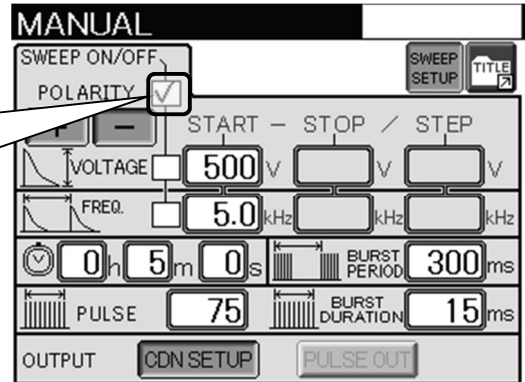 MANUAL
SWEEP ON/OFF
SWEEP SETUP
TITLE
POLARITY
+ −
START – STOP / STEP
VOLTAGE 500 V V V
FREQ. 5.0 kHz kHz kHz
0 h 5 m 0 s BURST PERIOD 300 ms
PULSE 75 BURST DURATION 15 ms
OUTPUT CDN SETUP PULSE OUT